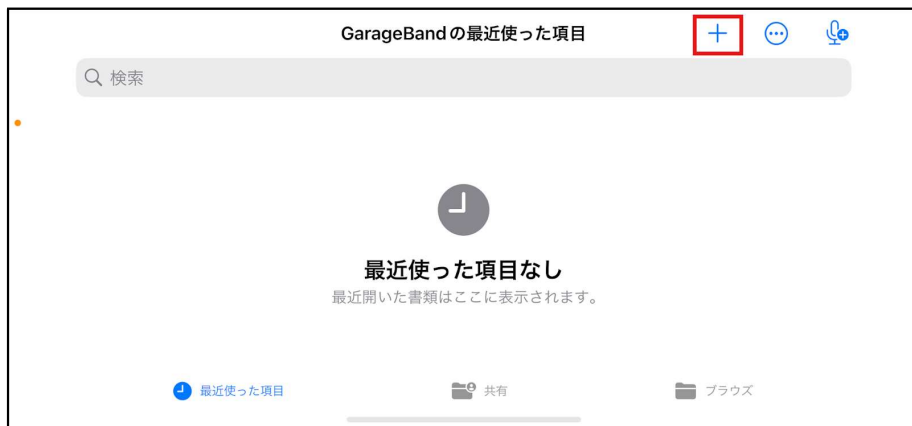 GarageBandの最近使った項目
検索
最近使った項目なし
最近開いた書類はここに表示されます。
最近使った項目
共有
ブラウズ